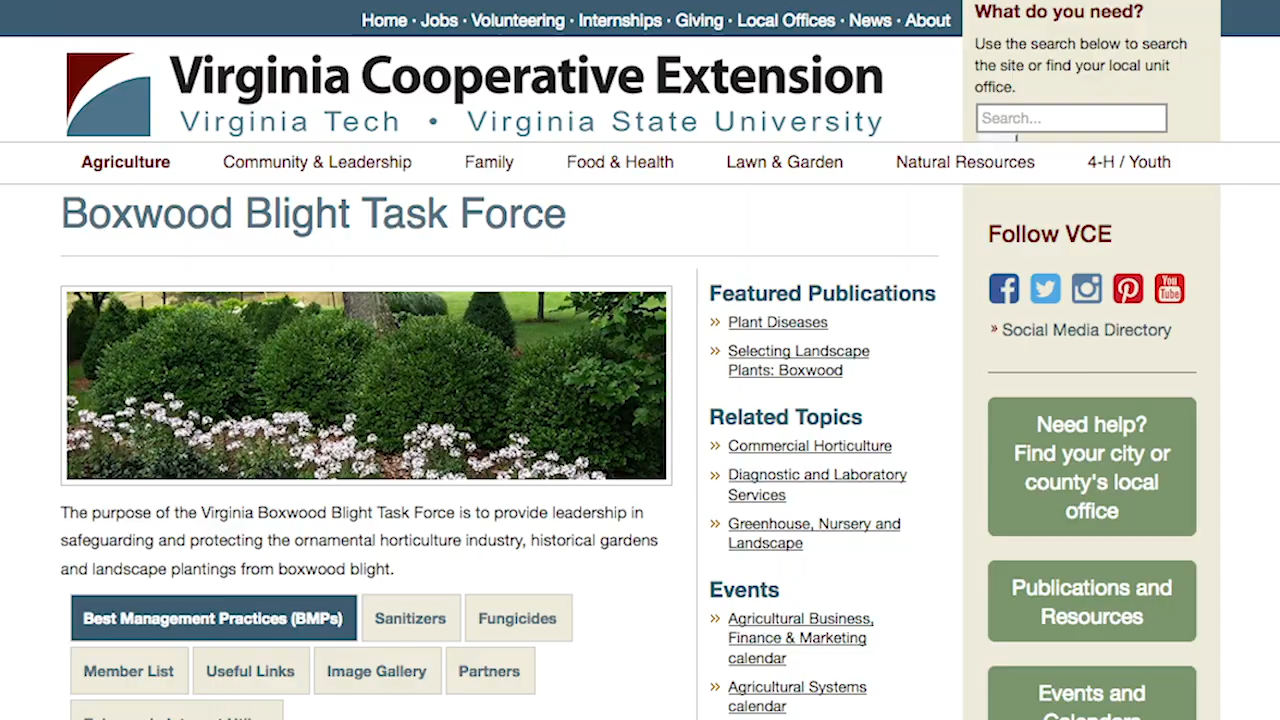 Home · Jobs · Volunteering · Internships · Giving · Local Offices · News · About
What do you need?
Use the search below to search
the site or find your local unit
office.
Search...
Virginia Cooperative Extension
Virginia Tech • Virginia State University
Agriculture
Community & Leadership
Family
Food & Health
Lawn & Garden
Natural Resources
4-H / Youth
Boxwood Blight Task Force
The purpose of the Virginia Boxwood Blight Task Force is to provide leadership in
safeguarding and protecting the ornamental horticulture industry, historical gardens
and landscape plantings from boxwood blight.
Best Management Practices (BMPs)
Sanitizers
Fungicides
Member List
Useful Links
Image Gallery
Partners
Featured Publications
» Plant Diseases
» Selecting Landscape
Plants: Boxwood
Related Topics
» Commercial Horticulture
» Diagnostic and Laboratory
Services
» Greenhouse, Nursery and
Landscape
Events
» Agricultural Business,
Finance & Marketing
calendar
» Agricultural Systems
calendar
Follow VCE
You
Tube
» Social Media Directory
Need help?
Find your city or
county's local
office
Publications and
Resources
Events and
Calendars